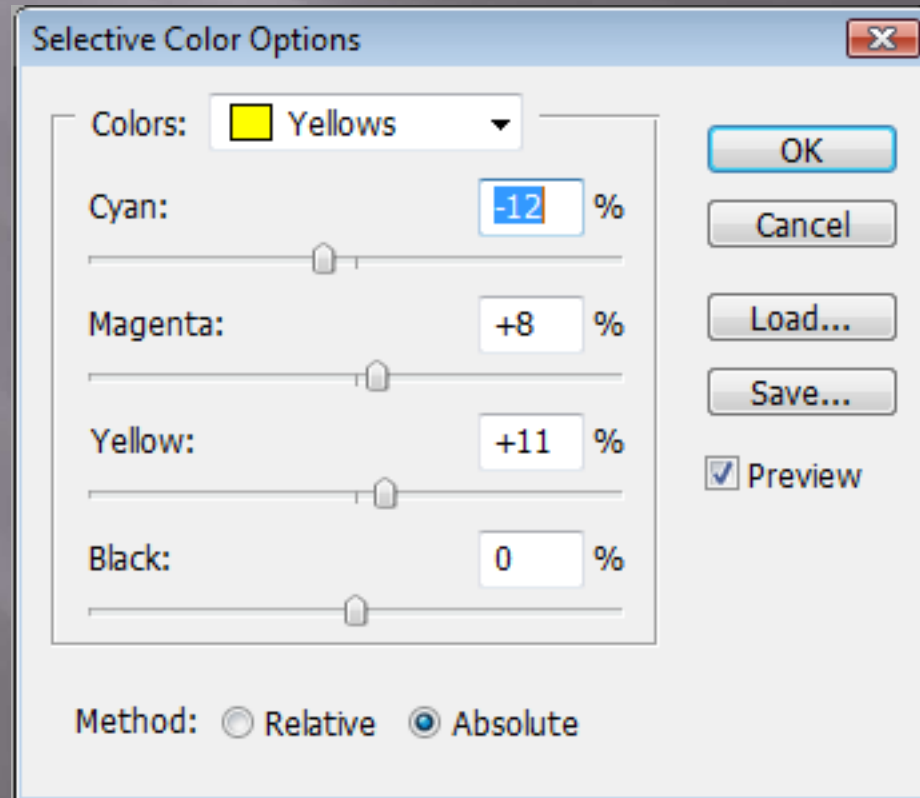 Selective Color Options
Colors: Yellows
OK
Cyan: -12 %
Cancel
Magenta: +8 %
Load...
Save...
Yellow: +11 %
Preview
Black: 0 %
Method: Relative Absolute